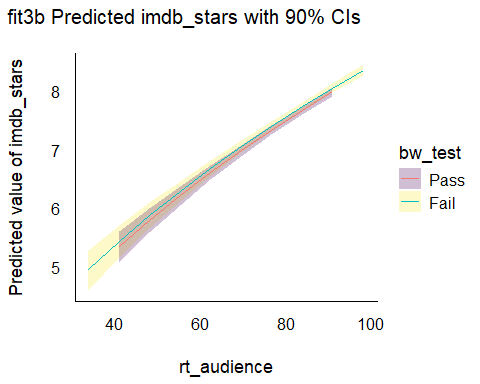 fit3b Predicted imdb_stars with 90% CIs
Predicted value of imdb_stars
8
7
6
5
40 60 80 100
rt_audience
bw_test
Pass
Fail